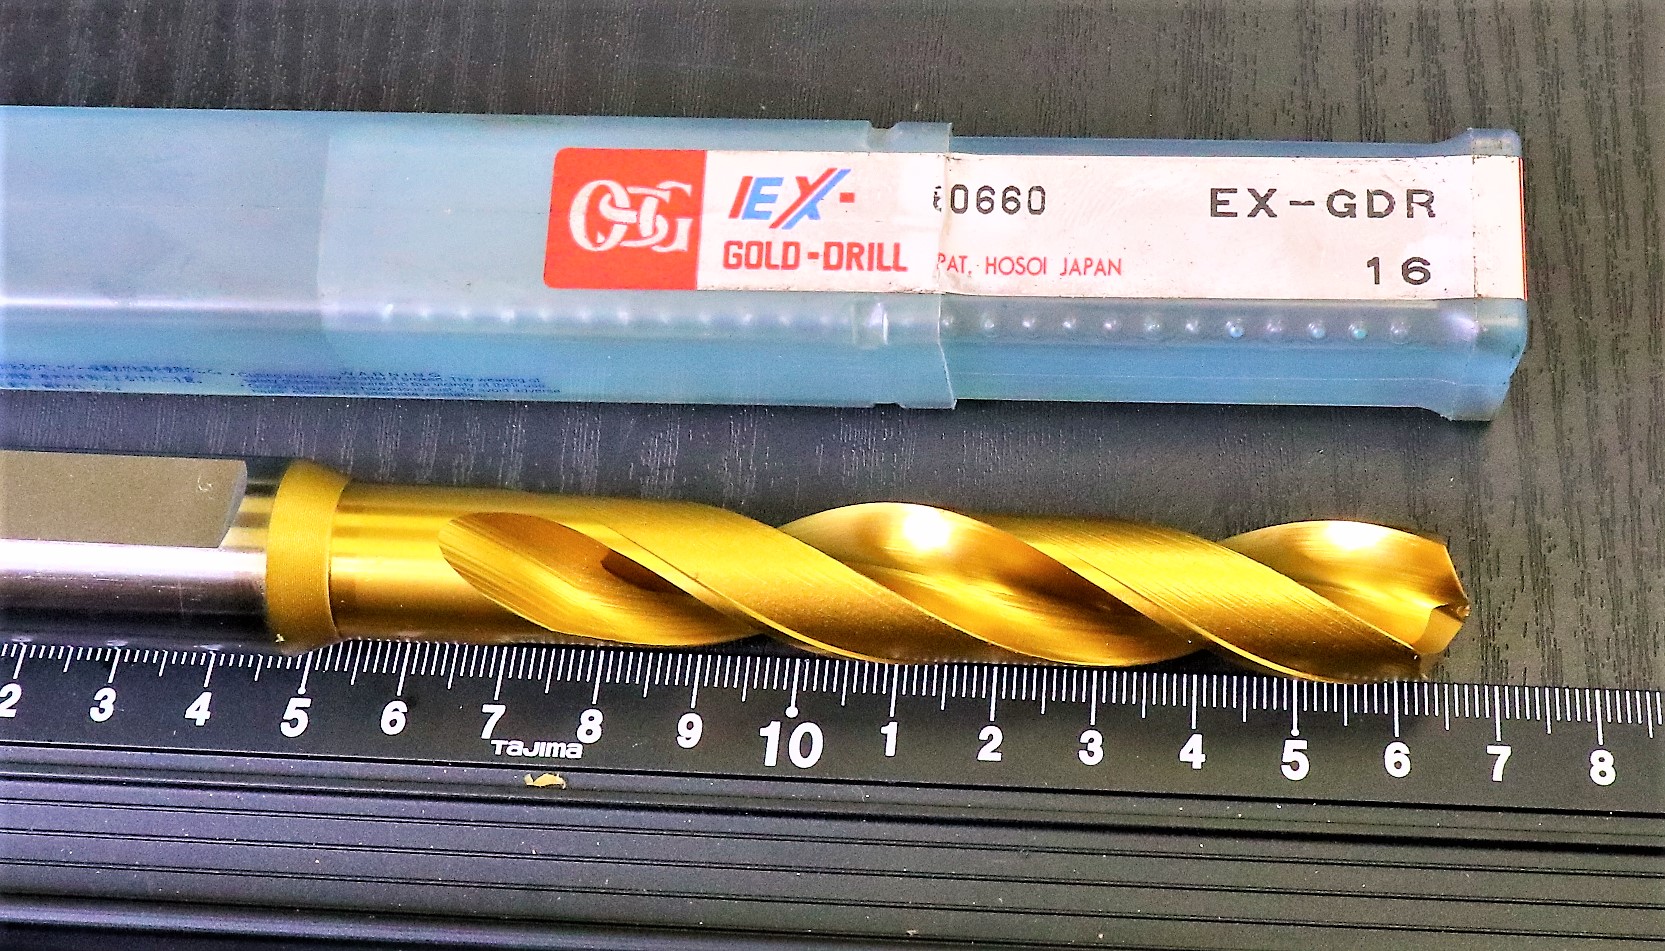 OSG
EX-
GOLD-DRILL
0660
EX-GDR
PAT. HOSOI JAPAN
16
WARNING
2 3 4 5 6 7 8 9 10 1 2 3 4 5 6 7 8
TaJima